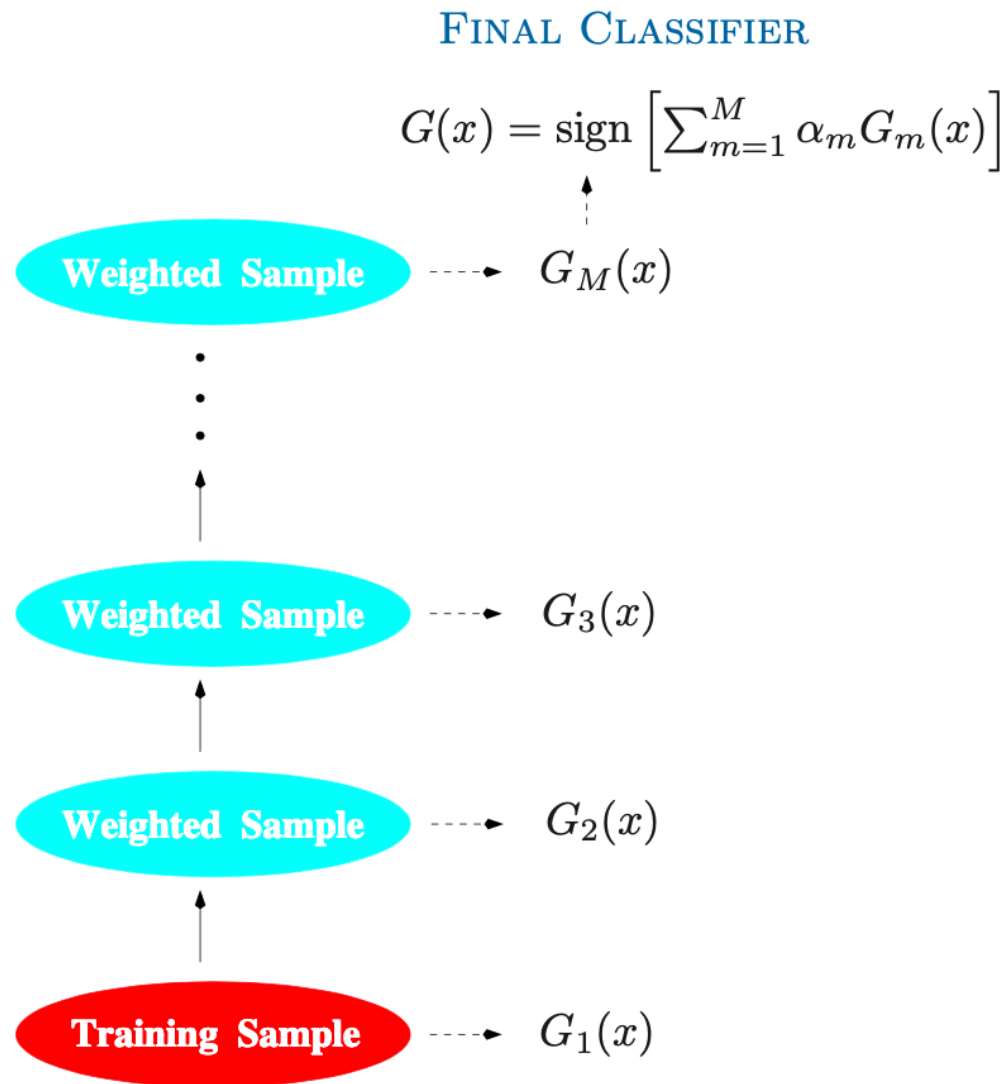 FINAL CLASSIFIER
G(x) = sign [∑_{m=1}^{M} α_m G_m(x)]
Weighted Sample G_M(x)
Weighted Sample G_3(x)
Weighted Sample G_2(x)
Training Sample G_1(x)